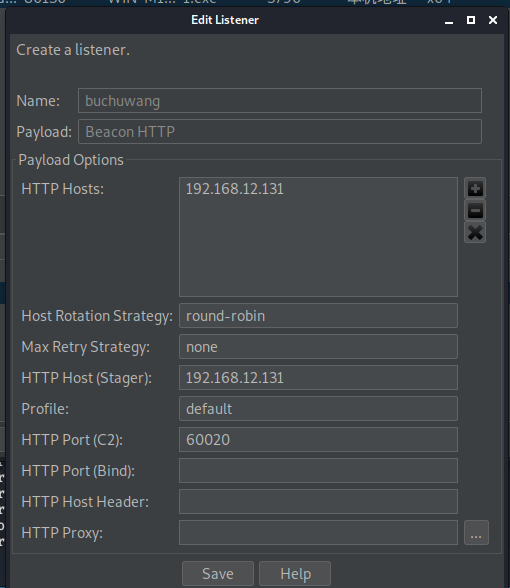 Edit Listener
Create a listener.
Name: buchuwang
Payload: Beacon HTTP
Payload Options
HTTP Hosts: 192.168.12.131
Host Rotation Strategy: round-robin
Max Retry Strategy: none
HTTP Host (Stager): 192.168.12.131
Profile: default
HTTP Port (C2): 60020
HTTP Port (Bind):
HTTP Host Header:
HTTP Proxy:
...
Save Help